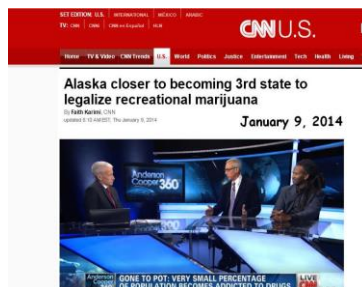 SET EDITION: U.S. INTERNATIONAL MÉXICO ARABIC
TV: CNN CNNi CNN en Español HLN
CNN U.S.
Home TV & Video CNN Trends U.S. World Politics Justice Entertainment Tech Health Living
Alaska closer to becoming 3rd state to
legalize recreational marijuana
By Faith Karimi, CNN
January 9, 2014
Anderson
Cooper 360°
GONE TO POT: VERY SMALL PERCENTAGE
OF POPULATION BECOMES ADDICTED TO DRUGS
LIVE
CNN